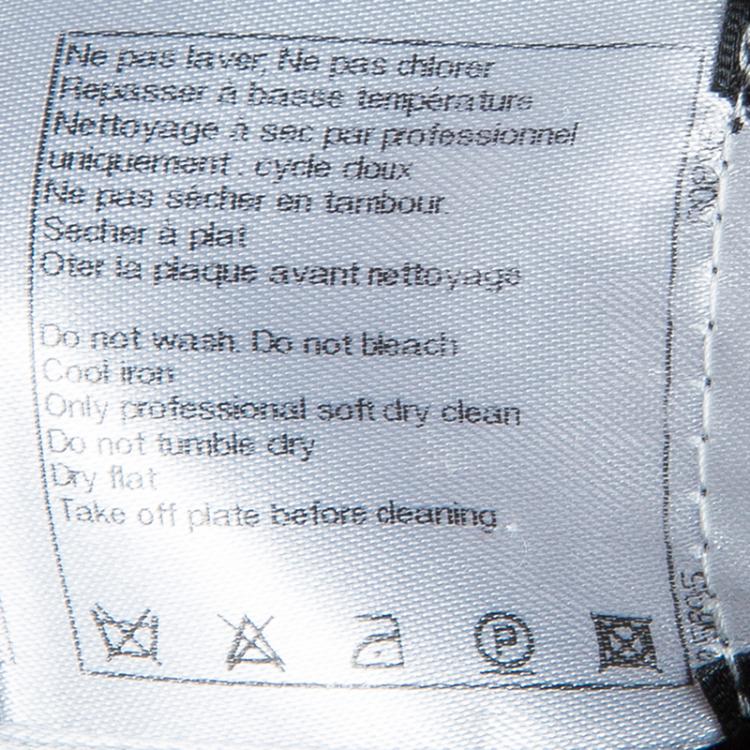 Ne pas laver, Ne pas chlorer
Repasser à basse température
Nettoyage à sec par professionnel
uniquement : cycle doux
Ne pas sécher en tambour.
Secher à plat
Oter la plaque avant nettoyage
Do not wash. Do not bleach
Cool iron
Only professional soft dry clean
Do not tumble dry
Dry flat
Take off plate before cleaning.
P